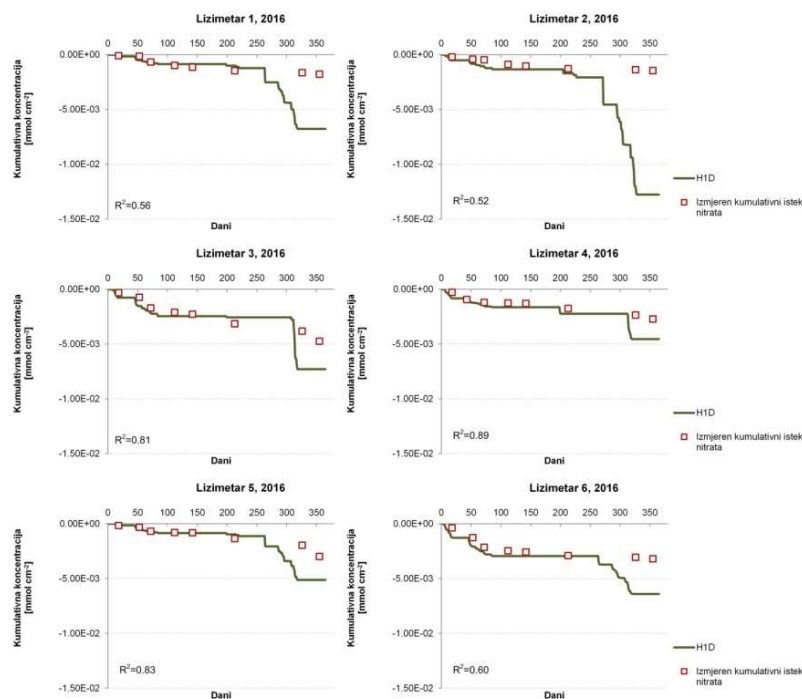 Lizimetar 1, 2016
0 50 100 150 200 250 300 350
0.00E+00
-5.00E-03
-1.00E-02
-1.50E-02
Kumulativna koncentracija
[mmol cm⁻²]
R²=0.56
Dani
Lizimetar 2, 2016
0 50 100 150 200 250 300 350
0.00E+00
-5.00E-03
-1.00E-02
-1.50E-02
Kumulativna koncentracija
[mmol cm⁻²]
R²=0.52
Dani
H1D
Izmjeren kumulativni istek
nitrata
Lizimetar 3, 2016
0 50 100 150 200 250 300 350
0.00E+00
-5.00E-03
-1.00E-02
-1.50E-02
Kumulativna koncentracija
[mmol cm⁻²]
R²=0.81
Dani
Lizimetar 4, 2016
0 50 100 150 200 250 300 350
0.00E+00
-5.00E-03
-1.00E-02
-1.50E-02
Kumulativna koncentracija
[mmol cm⁻²]
R²=0.89
Dani
H1D
Izmjeren kumulativni istek
nitrata
Lizimetar 5, 2016
0 50 100 150 200 250 300 350
0.00E+00
-5.00E-03
-1.00E-02
-1.50E-02
Kumulativna koncentracija
[mmol cm⁻²]
R²=0.83
Dani
Lizimetar 6, 2016
0 50 100 150 200 250 300 350
0.00E+00
-5.00E-03
-1.00E-02
-1.50E-02
Kumulativna koncentracija
[mmol cm⁻²]
R²=0.60
Dani
H1D
Izmjeren kumulativni istek
nitrata